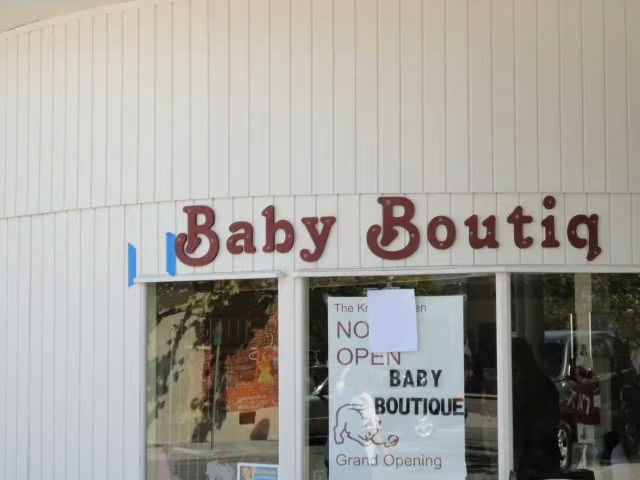 Baby Boutiq
The
NO
OPEN
BABY
BOUTIQUE,
Grand Opening